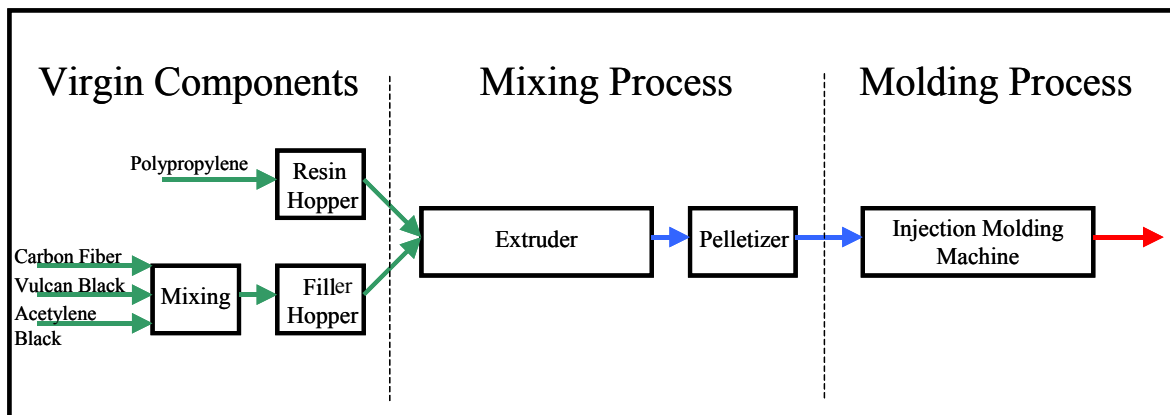 Virgin Components
Mixing Process
Molding Process
Polypropylene
Resin
Hopper
Carbon Fiber
Vulcan Black
Acetylene
Black
Mixing
Filler
Hopper
Extruder
Pelletizer
Injection Molding
Machine